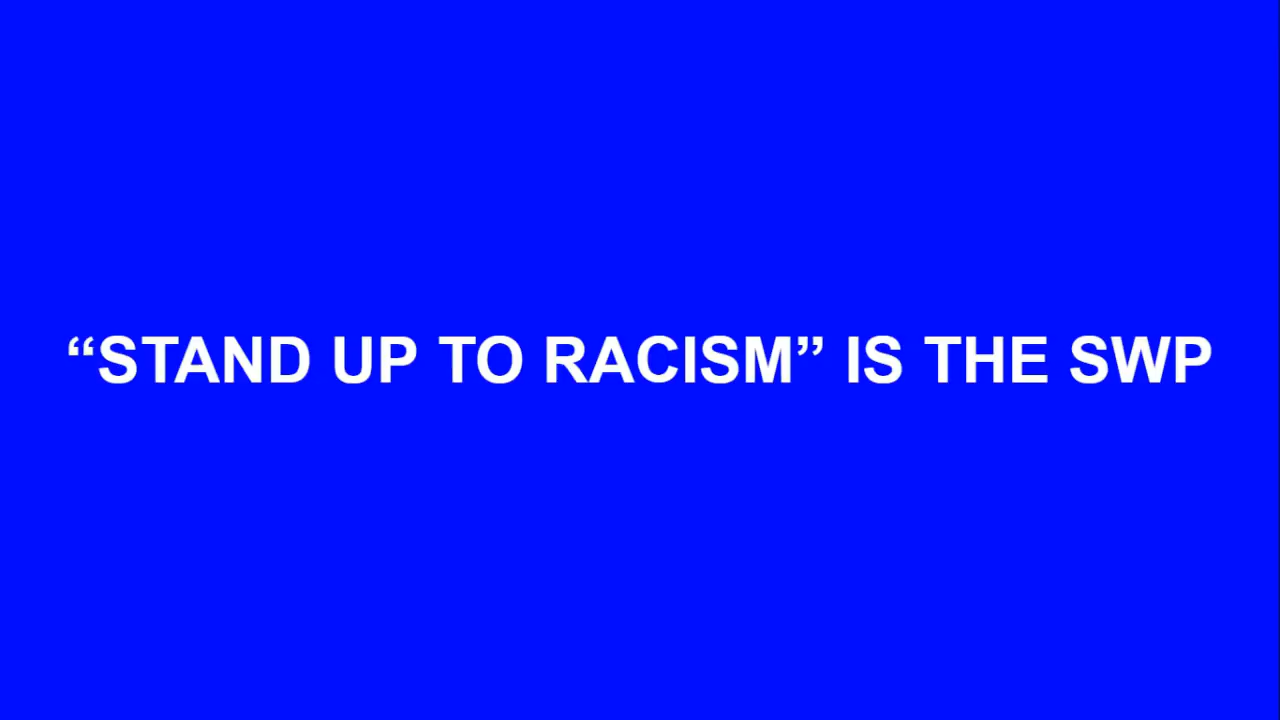 “STAND UP TO RACISM” IS THE SWP